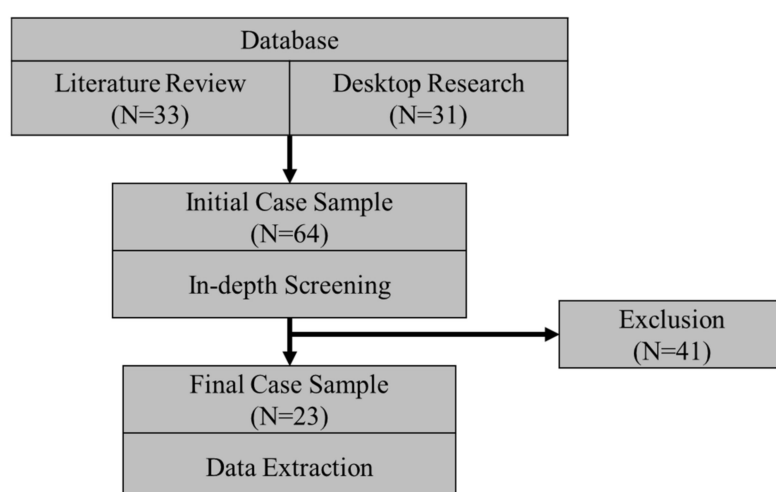 Database
Literature Review
(N=33)
Desktop Research
(N=31)
Initial Case Sample
(N=64)
In-depth Screening
Exclusion
(N=41)
Final Case Sample
(N=23)
Data Extraction